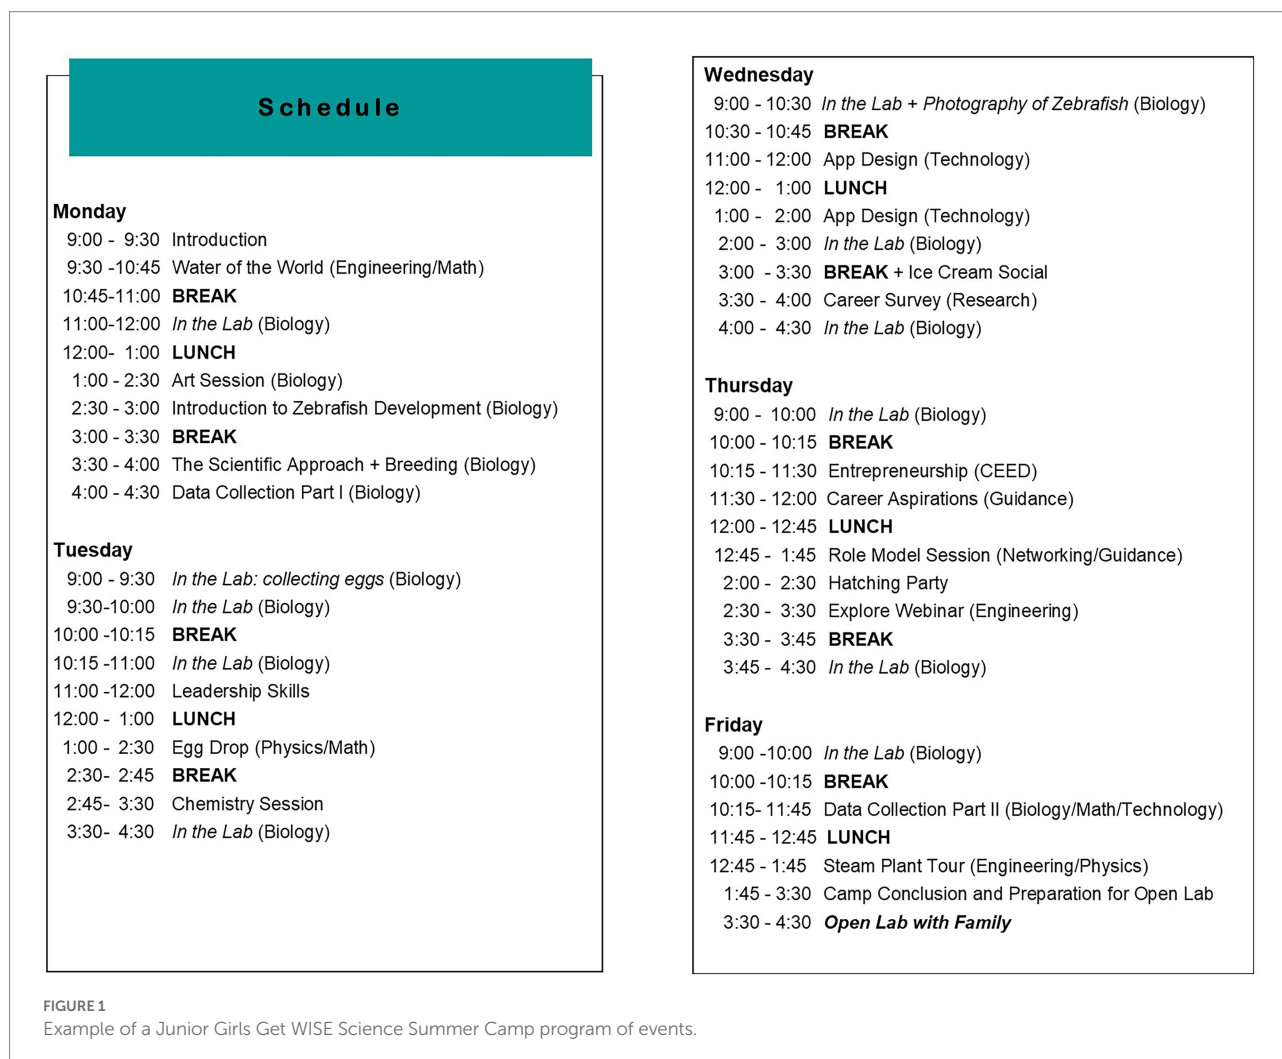 Schedule
Monday
9:00 - 9:30 Introduction
9:30 -10:45 Water of the World (Engineering/Math)
10:45-11:00 BREAK
11:00-12:00 In the Lab (Biology)
12:00- 1:00 LUNCH
1:00 - 2:30 Art Session (Biology)
2:30 - 3:00 Introduction to Zebrafish Development (Biology)
3:00 - 3:30 BREAK
3:30 - 4:00 The Scientific Approach + Breeding (Biology)
4:00 - 4:30 Data Collection Part I (Biology)
Tuesday
9:00 - 9:30 In the Lab: collecting eggs (Biology)
9:30-10:00 In the Lab (Biology)
10:00 -10:15 BREAK
10:15 -11:00 In the Lab (Biology)
11:00 -12:00 Leadership Skills
12:00 - 1:00 LUNCH
1:00 - 2:30 Egg Drop (Physics/Math)
2:30- 2:45 BREAK
2:45- 3:30 Chemistry Session
3:30- 4:30 In the Lab (Biology)
Wednesday
9:00 - 10:30 In the Lab + Photography of Zebrafish (Biology)
10:30 - 10:45 BREAK
11:00 - 12:00 App Design (Technology)
12:00 - 1:00 LUNCH
1:00 - 2:00 App Design (Technology)
2:00 - 3:00 In the Lab (Biology)
3:00 - 3:30 BREAK + Ice Cream Social
3:30 - 4:00 Career Survey (Research)
4:00 - 4:30 In the Lab (Biology)
Thursday
9:00 - 10:00 In the Lab (Biology)
10:00 - 10:15 BREAK
10:15 - 11:30 Entrepreneurship (CEED)
11:30 - 12:00 Career Aspirations (Guidance)
12:00 - 12:45 LUNCH
12:45 - 1:45 Role Model Session (Networking/Guidance)
2:00 - 2:30 Hatching Party
2:30 - 3:30 Explore Webinar (Engineering)
3:30 - 3:45 BREAK
3:45 - 4:30 In the Lab (Biology)
Friday
9:00 -10:00 In the Lab (Biology)
10:00 -10:15 BREAK
10:15- 11:45 Data Collection Part II (Biology/Math/Technology)
11:45 - 12:45 LUNCH
12:45 - 1:45 Steam Plant Tour (Engineering/Physics)
1:45 - 3:30 Camp Conclusion and Preparation for Open Lab
3:30 - 4:30 Open Lab with Family
FIGURE 1
Example of a Junior Girls Get WISE Science Summer Camp program of events.